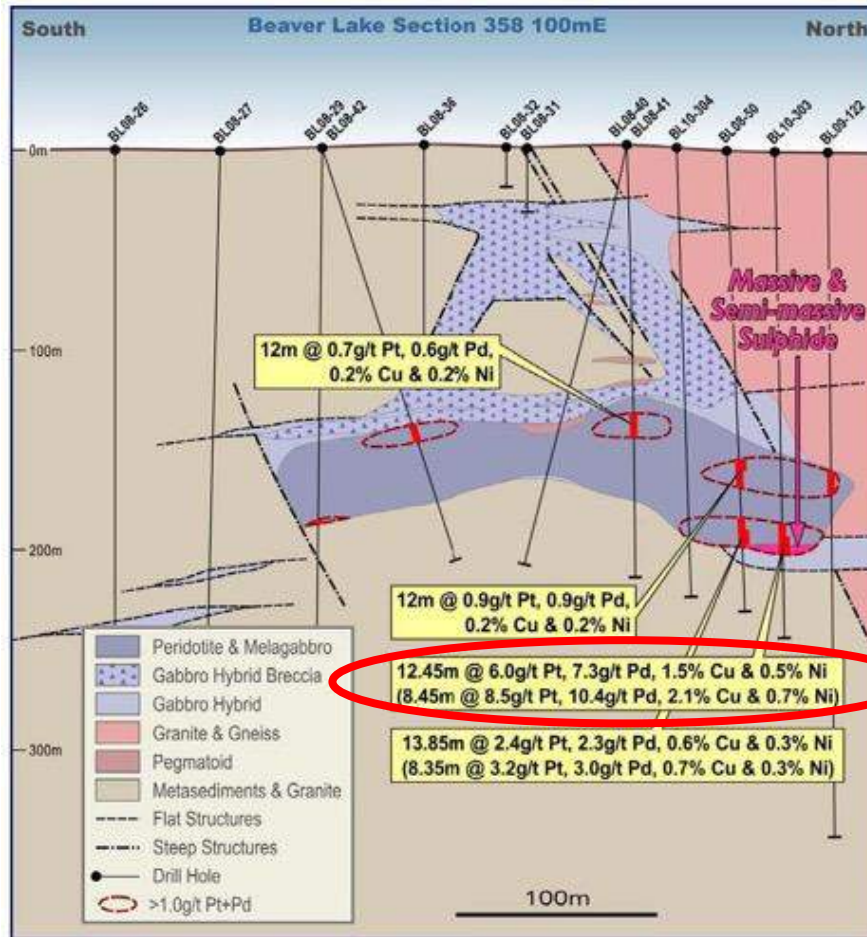 South
Beaver Lake Section 358 100mE
North
BL08-26
BL08-27
BL08-29
BL08-42
BL08-36
BL08-32
BL08-31
BL08-40
BL08-41
BL10-304
BL08-50
BL10-303
BL09-122
0m
Massive &
Semi-massive
Sulphide
100m
12m @ 0.7g/t Pt, 0.6g/t Pd,
0.2% Cu & 0.2% Ni
200m
12m @ 0.9g/t Pt, 0.9g/t Pd,
0.2% Cu & 0.2% Ni
12.45m @ 6.0g/t Pt, 7.3g/t Pd, 1.5% Cu & 0.5% Ni
(8.45m @ 8.5g/t Pt, 10.4g/t Pd, 2.1% Cu & 0.7% Ni)
13.85m @ 2.4g/t Pt, 2.3g/t Pd, 0.6% Cu & 0.3% Ni
(8.35m @ 3.2g/t Pt, 3.0g/t Pd, 0.7% Cu & 0.3% Ni)
300m
Peridotite & Melagabbro
Gabbro Hybrid Breccia
Gabbro Hybrid
Granite & Gneiss
Pegmatoid
Metasediments & Granite
Flat Structures
Steep Structures
Drill Hole
>1.0g/t Pt+Pd
100m